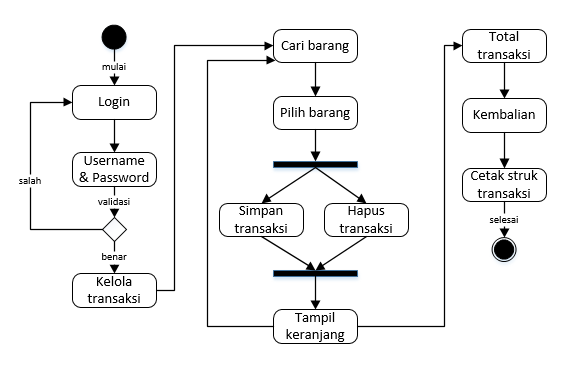 mulai
Login
Username
& Password
validasi
salah
benar
Kelola
transaksi
Cari barang
Pilih barang
Simpan
transaksi
Hapus
transaksi
Tampil
keranjang
Total
transaksi
Kembalian
Cetak struk
transaksi
selesai